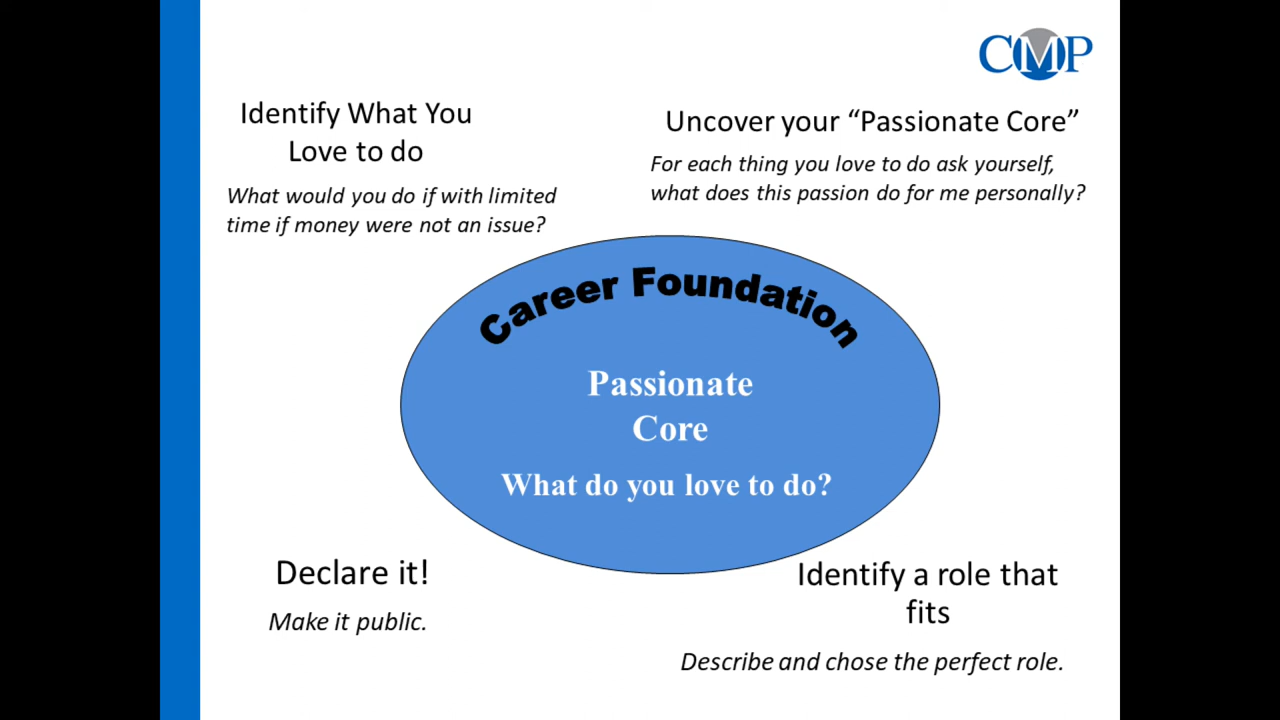 CMP
Identify What You
Love to do
What would you do if with limited
time if money were not an issue?
Uncover your “Passionate Core”
For each thing you love to do ask yourself,
what does this passion do for me personally?
Career Foundation
Passionate
Core
What do you love to do?
Declare it!
Make it public.
Identify a role that
fits
Describe and chose the perfect role.